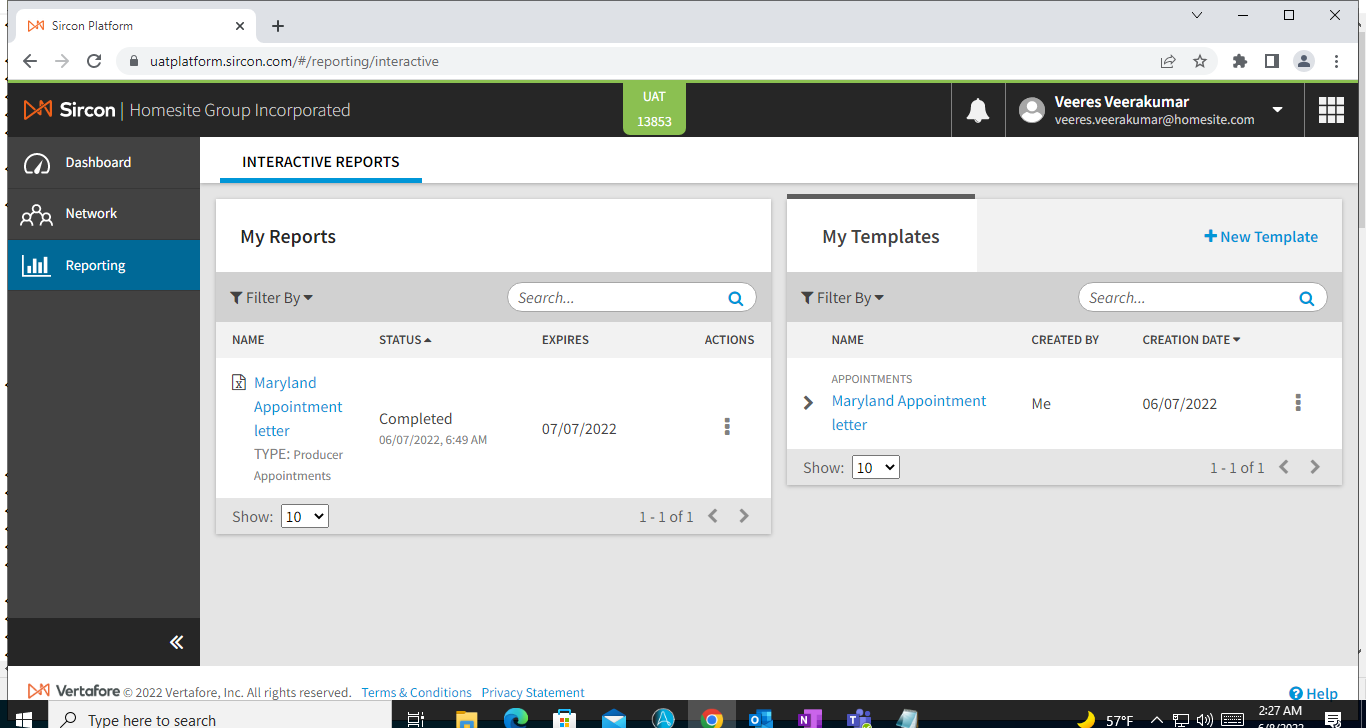 Sircon Platform
uatplatform.sircon.com/#/reporting/interactive
Sircon | Homesite Group Incorporated
UAT
13853
Veeres Veerakumar
veeres.veerakumar@homesite.com
Dashboard
Network
Reporting
INTERACTIVE REPORTS
My Reports
Filter By
Search...
NAME STATUS EXPIRES ACTIONS
Maryland
Appointment
letter
TYPE: Producer
Appointments
Completed
06/07/2022, 6:49 AM
07/07/2022
Show: 10
1 - 1 of 1
My Templates
+ New Template
Filter By
Search...
NAME CREATED BY CREATION DATE
APPOINTMENTS
Maryland Appointment
letter
Me
06/07/2022
Show: 10
1 - 1 of 1
Vertafore © 2022 Vertafore, Inc. All rights reserved. Terms & Conditions Privacy Statement
Help
Type here to search
57°F
2:27 AM
6/8/2022